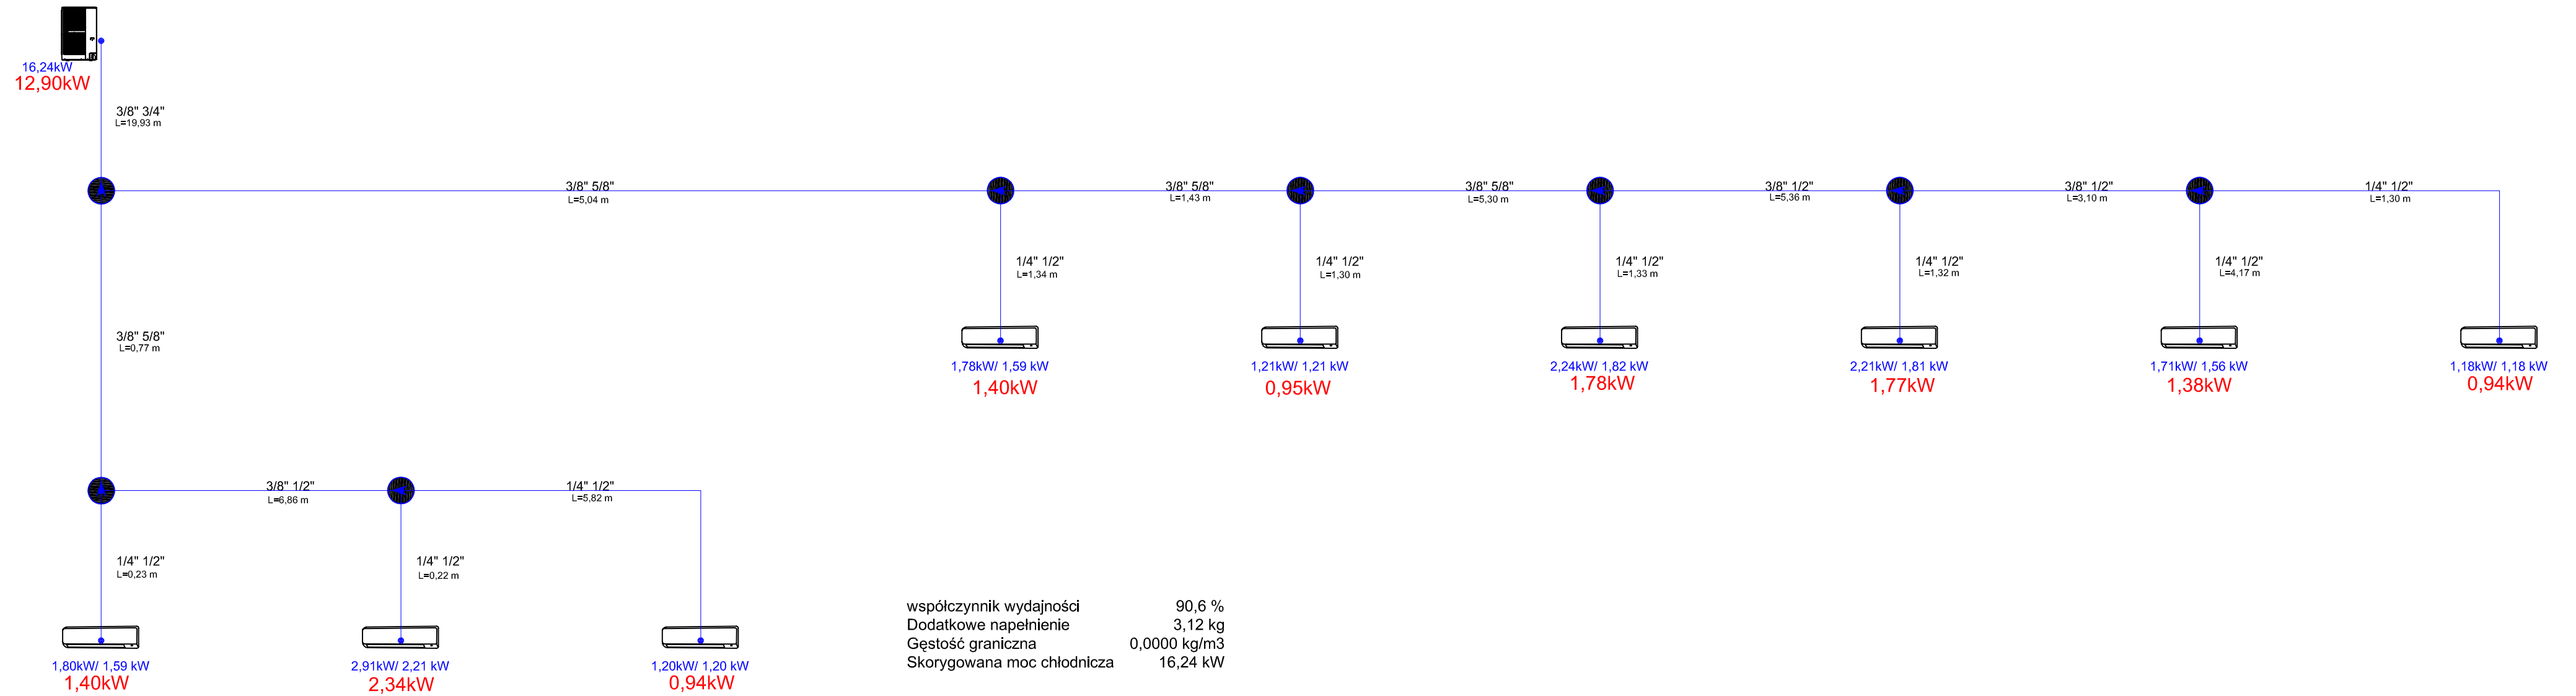 16,24kW
12,90kW
3/8" 3/4"
L=19,93 m
3/8" 5/8"
L=5,04 m
3/8" 5/8"
L=1,43 m
3/8" 5/8"
L=5,30 m
3/8" 1/2"
L=5,36 m
3/8" 1/2"
L=3,10 m
1/4" 1/2"
L=1,30 m
1/4" 1/2"
L=1,34 m
1/4" 1/2"
L=1,30 m
1/4" 1/2"
L=1,33 m
1/4" 1/2"
L=1,32 m
1/4" 1/2"
L=4,17 m
3/8" 5/8"
L=0,77 m
1,78kW/ 1,59 kW
1,40kW
1,21kW/ 1,21 kW
0,95kW
2,24kW/ 1,82 kW
1,78kW
2,21kW/ 1,81 kW
1,77kW
1,71kW/ 1,56 kW
1,38kW
1,18kW/ 1,18 kW
0,94kW
3/8" 1/2"
L=6,86 m
1/4" 1/2"
L=5,82 m
1/4" 1/2"
L=0,23 m
1/4" 1/2"
L=0,22 m
1,80kW/ 1,59 kW
1,40kW
2,91kW/ 2,21 kW
2,34kW
1,20kW/ 1,20 kW
0,94kW
współczynnik wydajności 90,6 %
Dodatkowe napełnienie 3,12 kg
Gęstość graniczna 0,0000 kg/m3
Skorygowana moc chłodnicza 16,24 kW